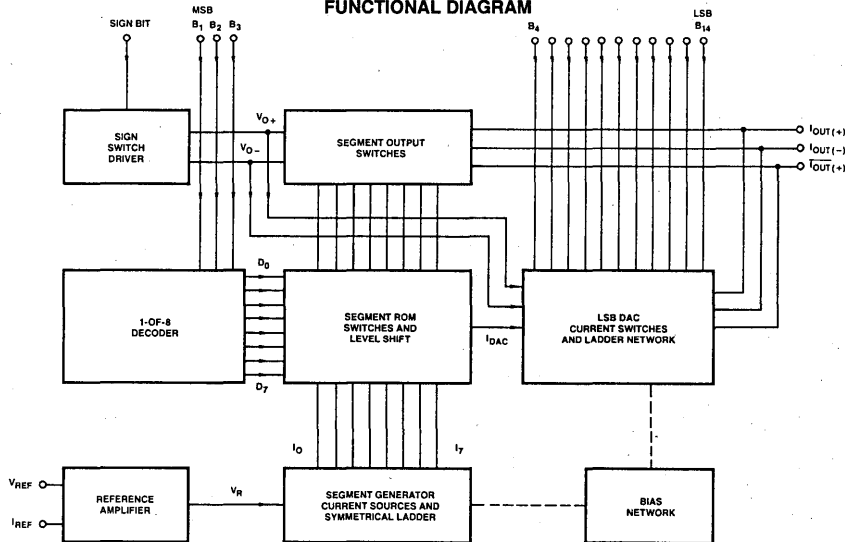 FUNCTIONAL DIAGRAM
SIGN BIT
MSB
B1 B2 B3
B4
LSB
B14
SIGN
SWITCH
DRIVER
VO+
VO−
SEGMENT OUTPUT
SWITCHES
IOUT(+)
IOUT(−)
I̅O̅U̅T̅(+)
1-OF-8
DECODER
D0
D7
SEGMENT ROM
SWITCHES AND
LEVEL SHIFT
IDAC
LSB DAC
CURRENT SWITCHES
AND LADDER NETWORK
I0
I7
VREF
IREF
REFERENCE
AMPLIFIER
VR
SEGMENT GENERATOR
CURRENT SOURCES AND
SYMMETRICAL LADDER
BIAS
NETWORK